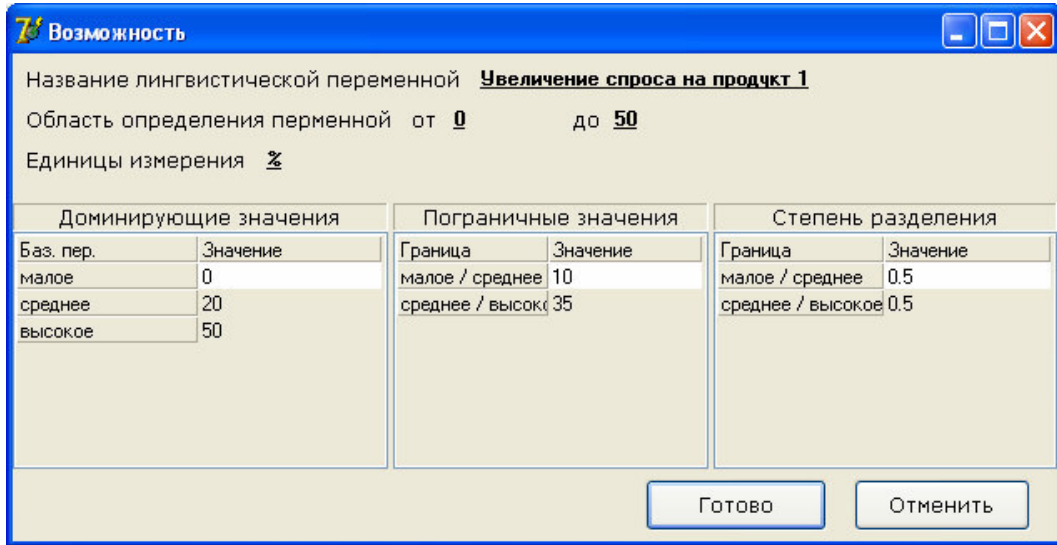 Возможность
Название лингвистической переменной Увеличение спроса на продукт 1
Область определения перменной от 0 до 50
Единицы измерения %
Доминирующие значения Пограничные значения Степень разделения
Баз. пер. Значение Граница Значение Граница Значение
малое 0 малое / среднее 10 малое / среднее 0.5
среднее 20 среднее / высоко 35 среднее / высокое 0.5
высокое 50
Готово Отменить